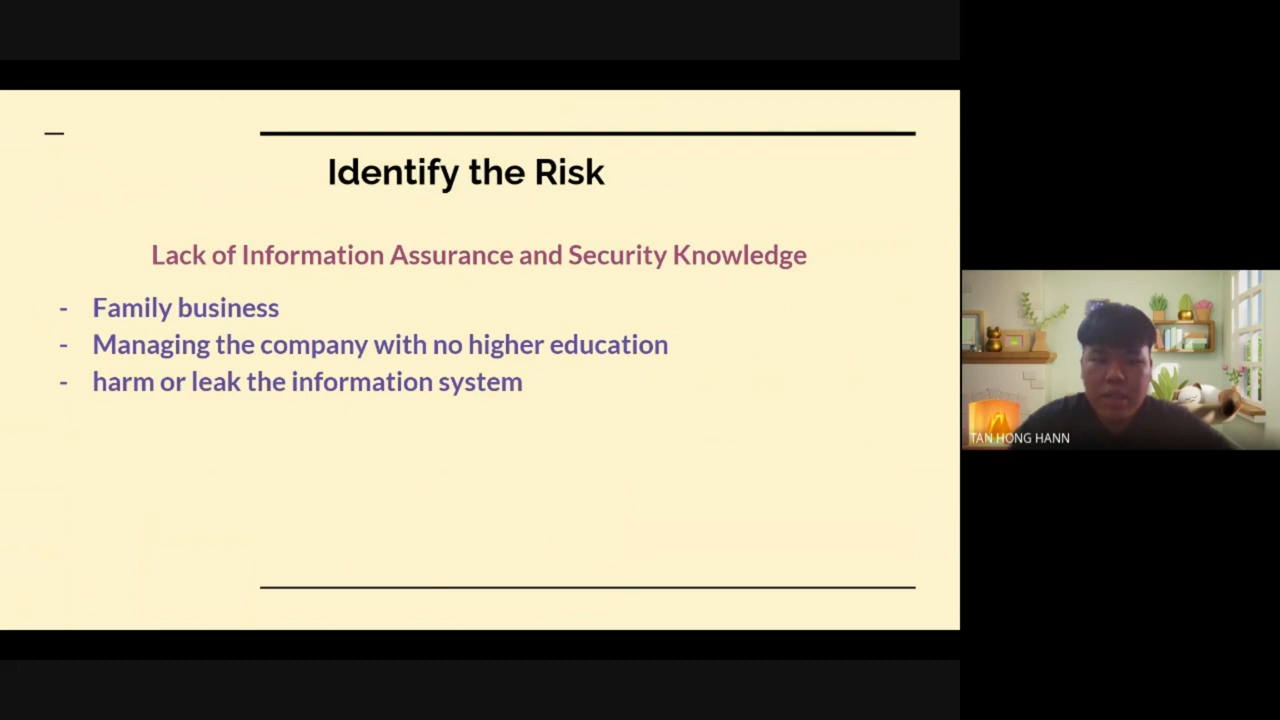 Identify the Risk
Lack of Information Assurance and Security Knowledge
- Family business
- Managing the company with no higher education
- harm or leak the information system
TAN HONG HANN